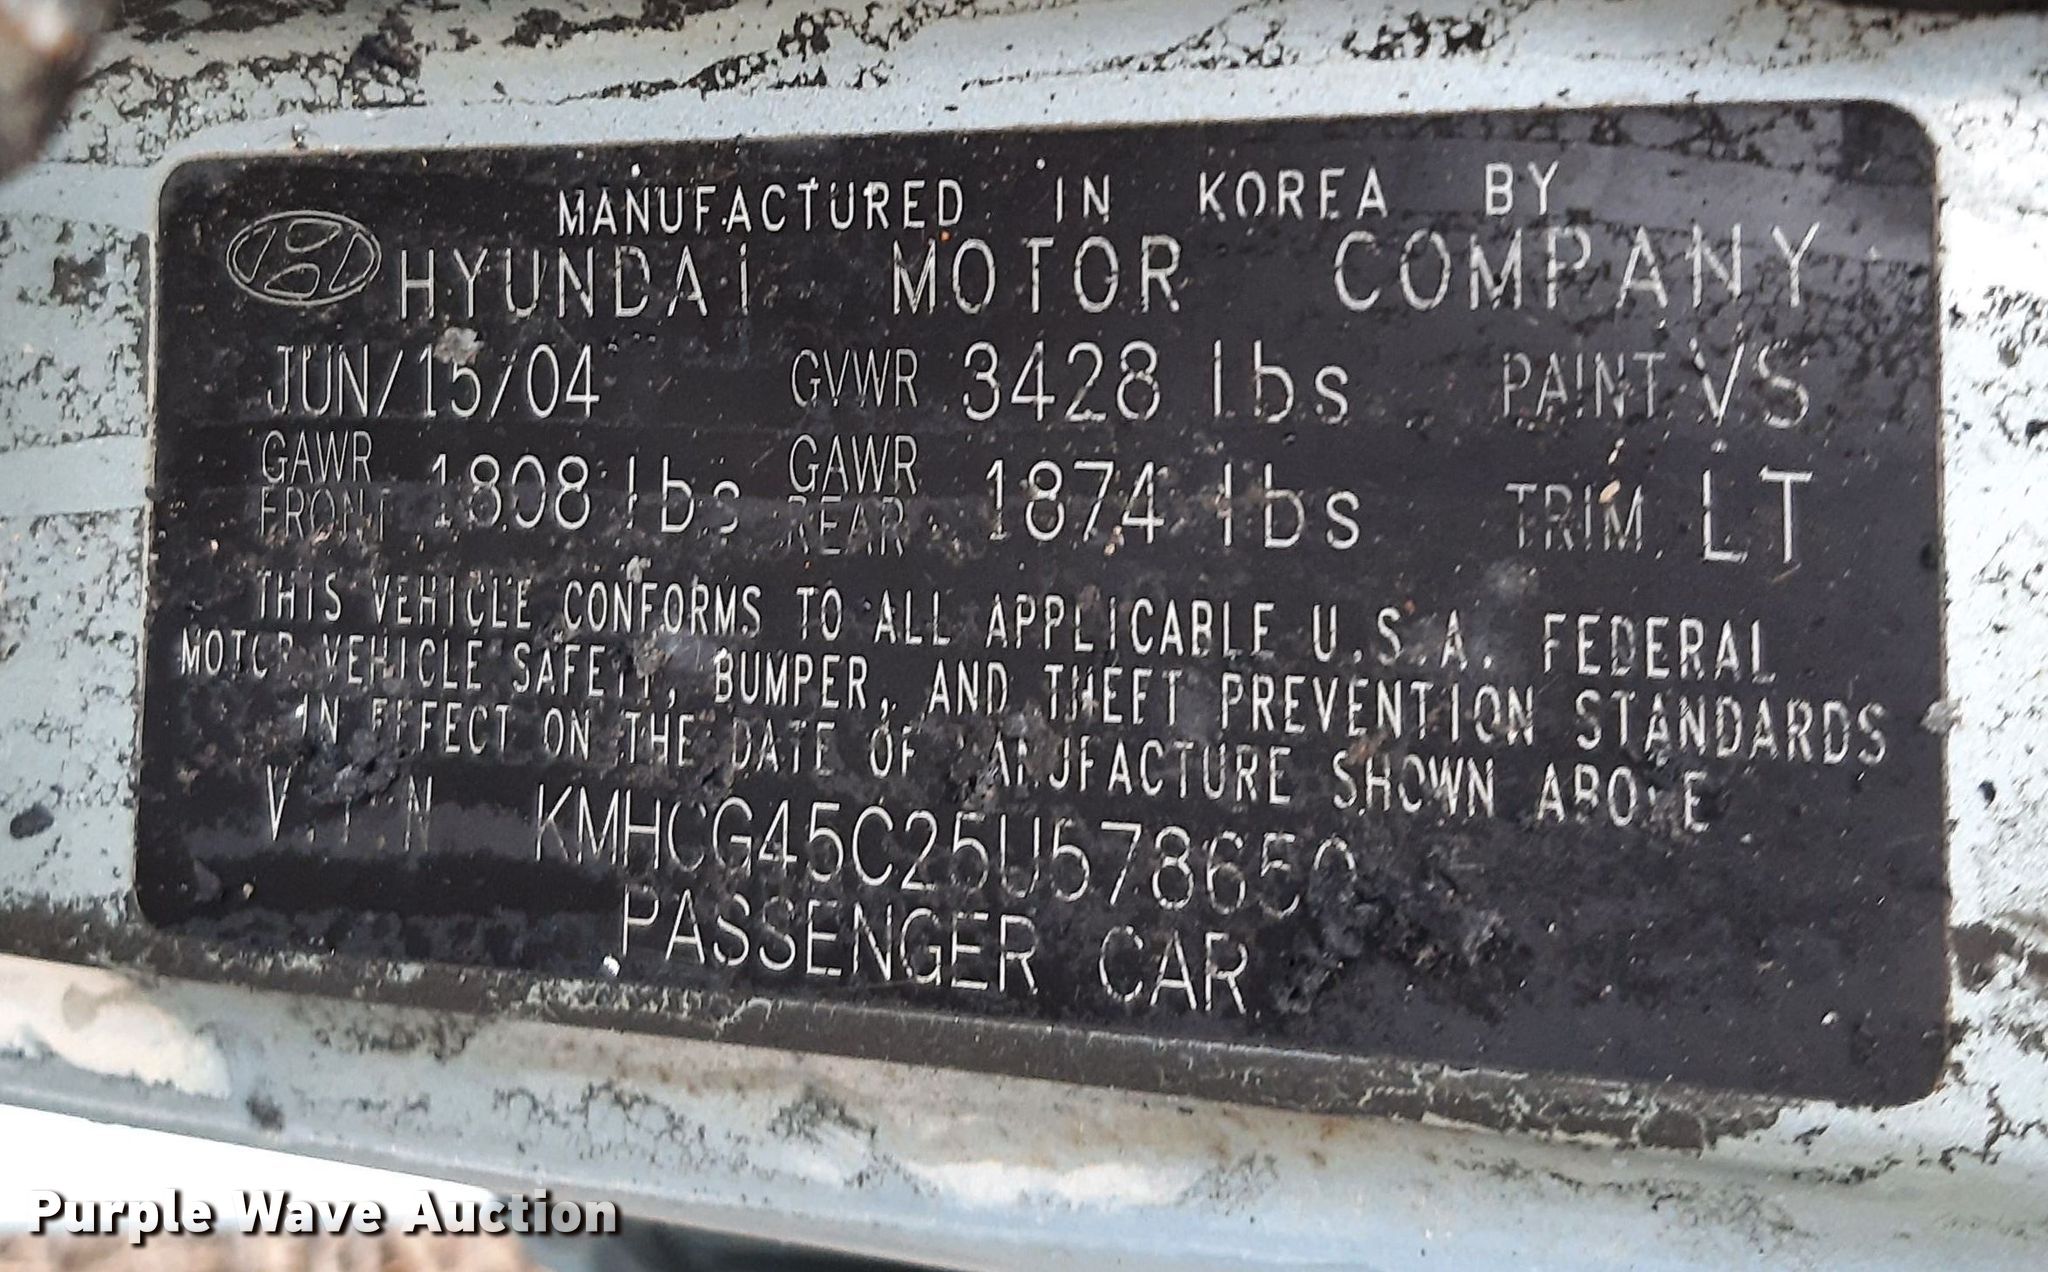 MANUFACTURED IN KOREA BY
HYUNDAI MOTOR COMPANY
JUN/15/04 GVWR 3428 lbs PAINT VS
GAWR FRONT 1808 lbs GAWR REAR 1874 lbs TRIM LT
THIS VEHICLE CONFORMS TO ALL APPLICABLE U.S.A. FEDERAL
MOTOR VEHICLE SAFETY, BUMPER, AND THEFT PREVENTION STANDARDS
IN EFFECT ON THE DATE OF MANUFACTURE SHOWN ABOVE
V.I.N KMHCG45C25U578650
PASSENGER CAR
Purple Wave Auction